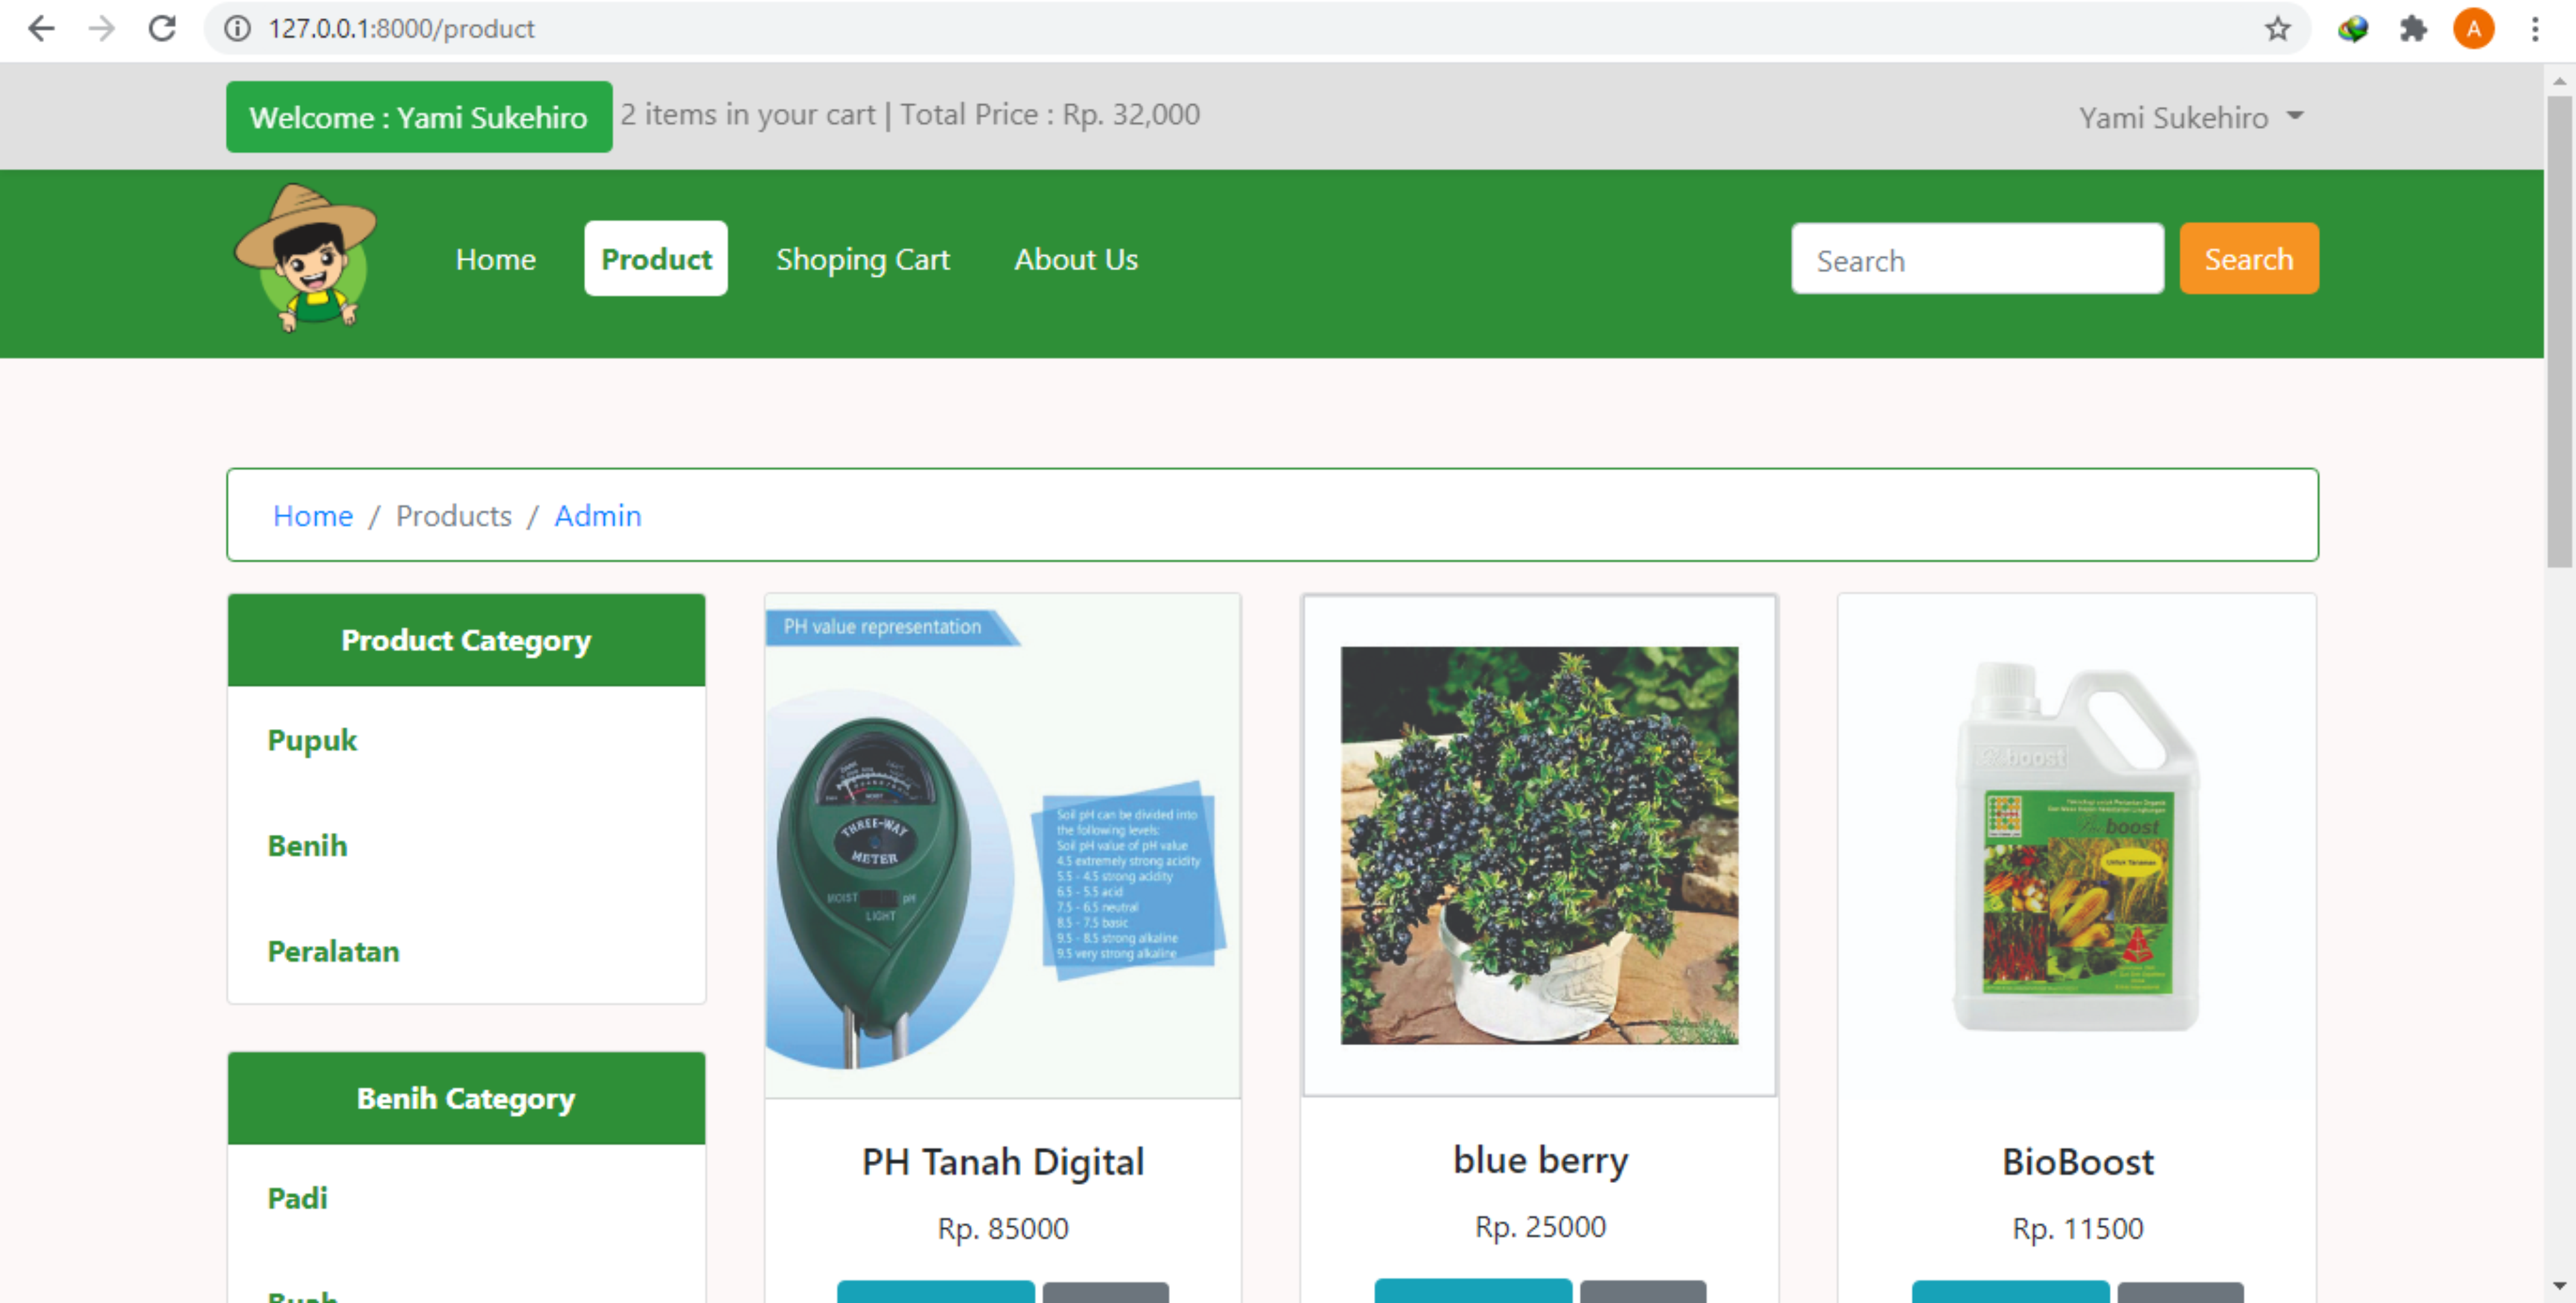 127.0.0.1:8000/product
A
Welcome : Yami Sukehiro
2 items in your cart | Total Price : Rp. 32,000
Yami Sukehiro
Home
Product
Shoping Cart
About Us
Search
Search
Home / Products / Admin
Product Category
Pupuk
Benih
Peralatan
Benih Category
Padi
Buah
PH value representation
THREE-WAY
METER
MOIST
pH
LIGHT
Soil pH can be divided into
the following levels:
Soil pH value of pH value
4.5 extremely strong acidity
5.5 - 4.5 strong acidity
6.5 - 5.5 acid
7.5 - 6.5 neutral
8.5 - 7.5 basic
9.5 - 8.5 strong alkaline
9.5 very strong alkaline
PH Tanah Digital
Rp. 85000
blue berry
Rp. 25000
boost
boost
Untuk Tanaman
BioBoost
Rp. 11500